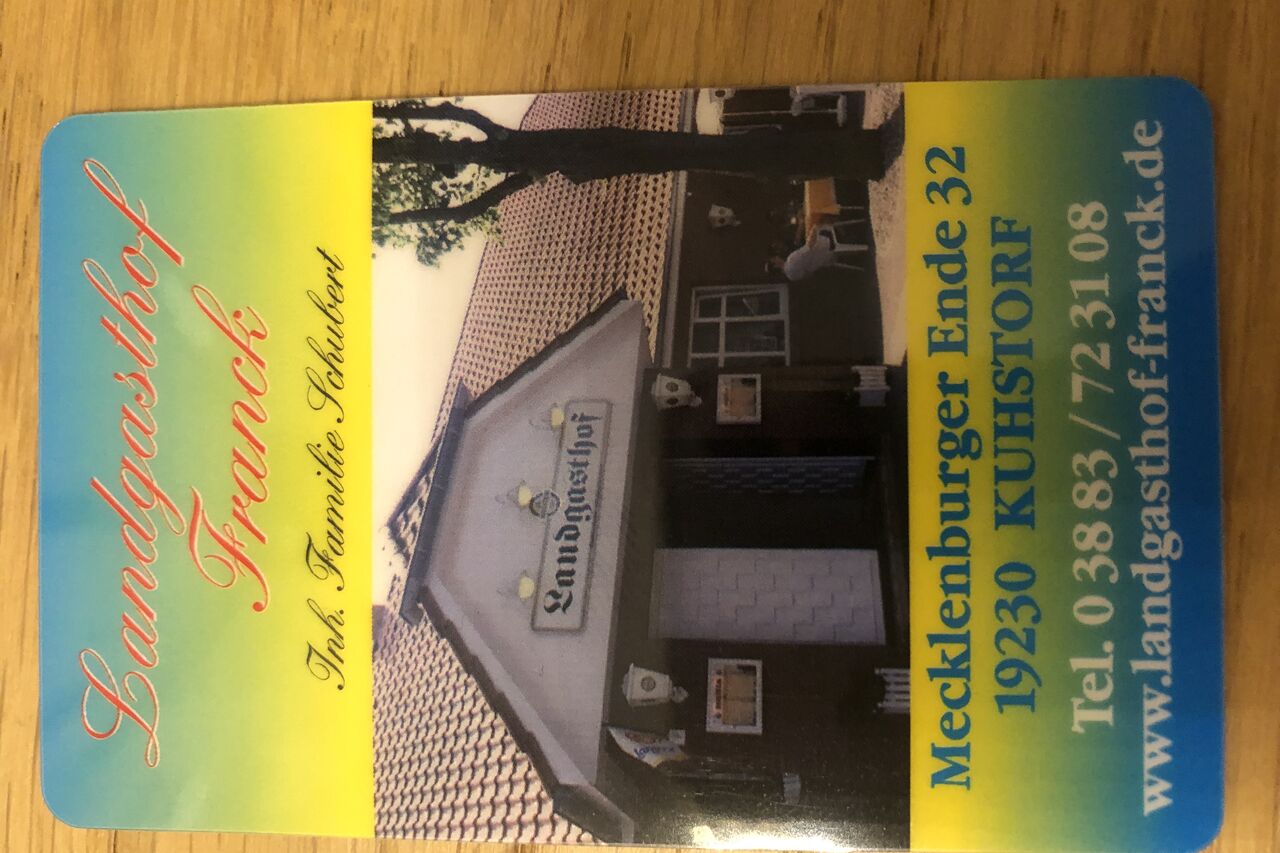 Landgasthof
Franck
Inh. Familie Schubert
Landgasthof
Mecklenburger Ende 32
19230 KUHSTORF
Tel. 0 38 83 / 72 31 08
www.landgasthof-franck.de